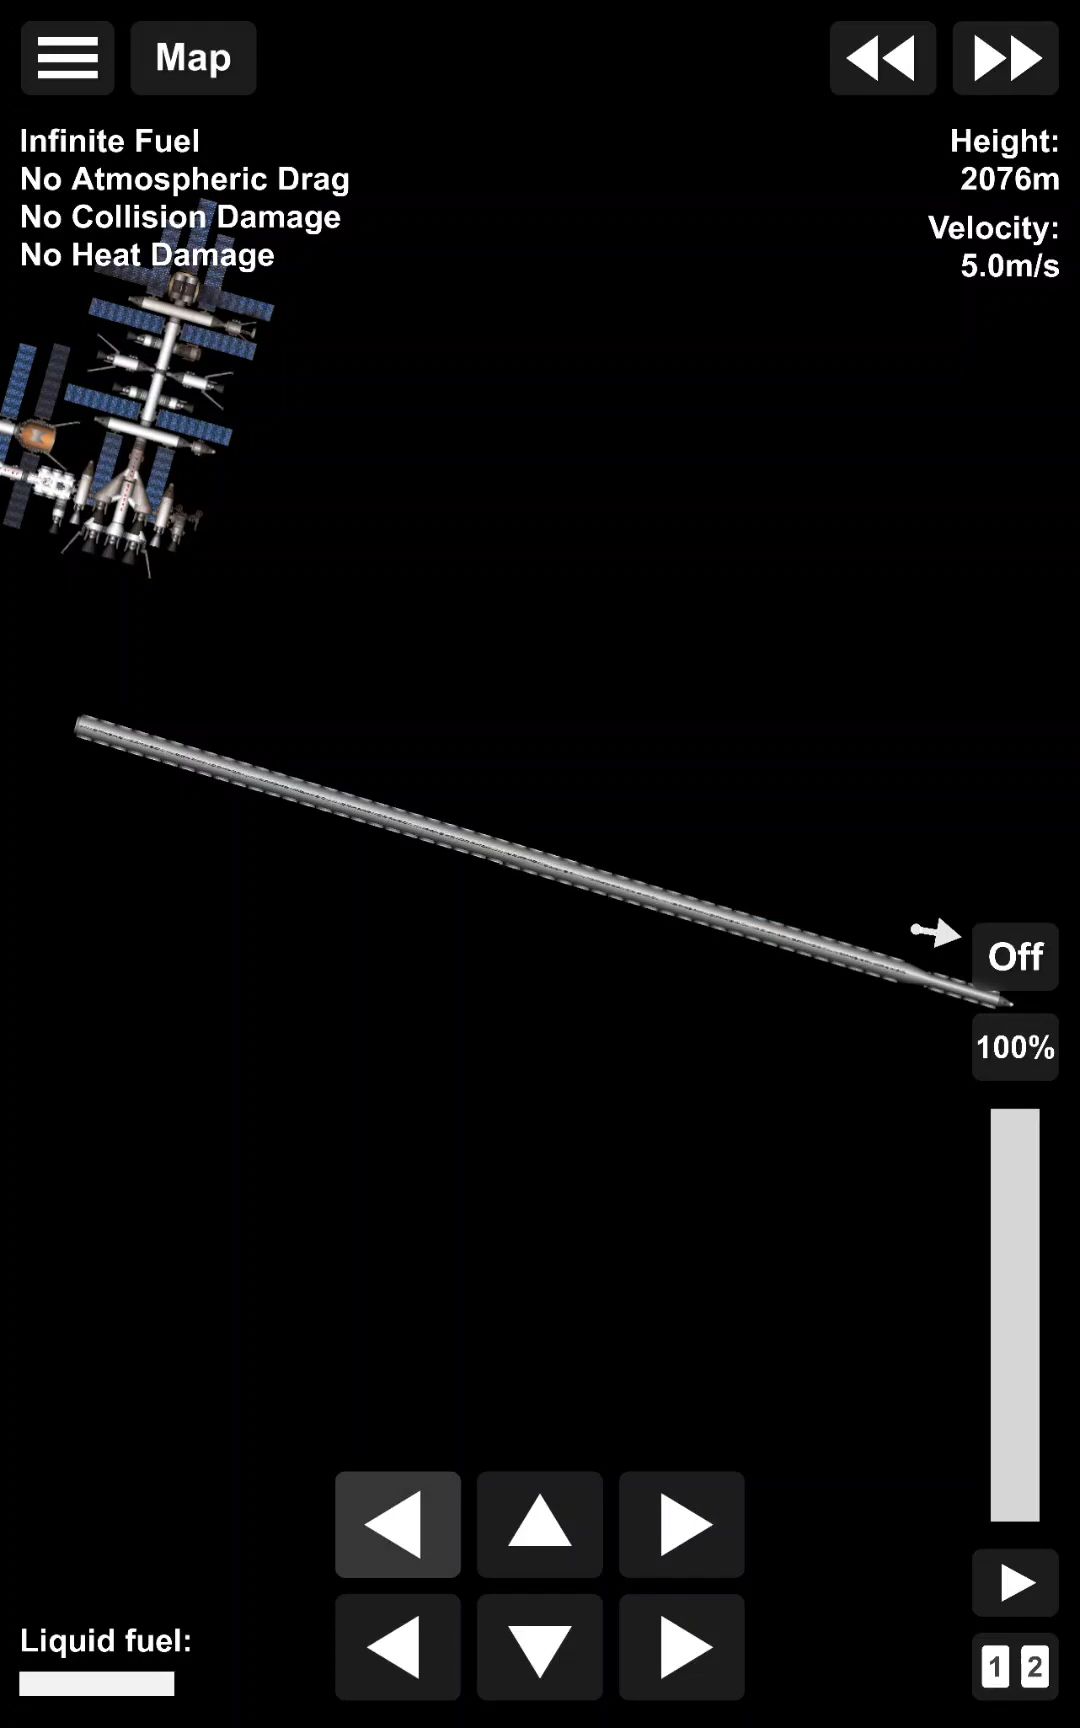 Map
Infinite Fuel
No Atmospheric Drag
No Collision Damage
No Heat Damage
Height:
2076m
Velocity:
5.0m/s
Off
100%
Liquid fuel:
1 2